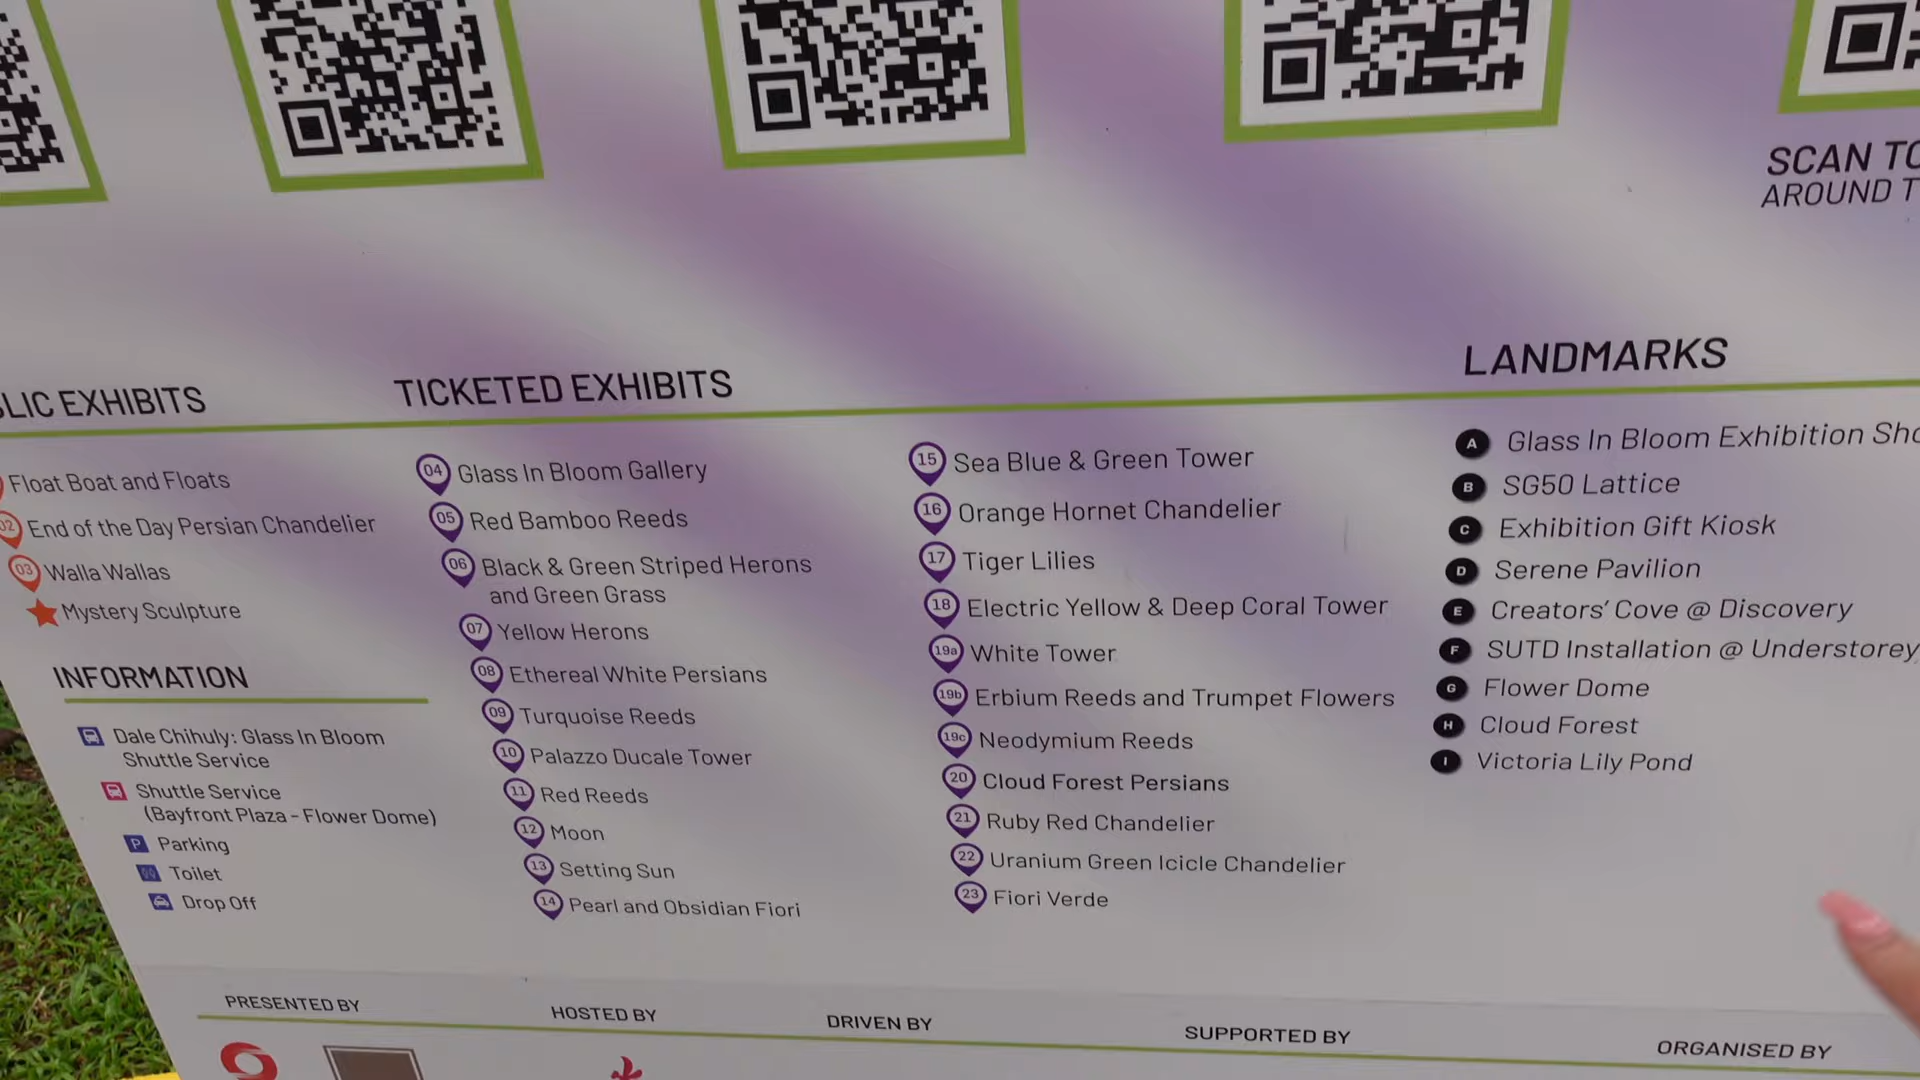 SCAN TO
AROUND T
LIC EXHIBITS
Float Boat and Floats
02 End of the Day Persian Chandelier
03 Walla Wallas
Mystery Sculpture
INFORMATION
Dale Chihuly: Glass In Bloom
Shuttle Service
Shuttle Service
(Bayfront Plaza - Flower Dome)
P Parking
Toilet
Drop Off
TICKETED EXHIBITS
04 Glass In Bloom Gallery
05 Red Bamboo Reeds
06 Black & Green Striped Herons
and Green Grass
07 Yellow Herons
08 Ethereal White Persians
09 Turquoise Reeds
10 Palazzo Ducale Tower
11 Red Reeds
12 Moon
13 Setting Sun
14 Pearl and Obsidian Fiori
15 Sea Blue & Green Tower
16 Orange Hornet Chandelier
17 Tiger Lilies
18 Electric Yellow & Deep Coral Tower
19a White Tower
19b Erbium Reeds and Trumpet Flowers
19c Neodymium Reeds
20 Cloud Forest Persians
21 Ruby Red Chandelier
22 Uranium Green Icicle Chandelier
23 Fiori Verde
LANDMARKS
A Glass In Bloom Exhibition Sho
B SG50 Lattice
C Exhibition Gift Kiosk
D Serene Pavilion
E Creators' Cove @ Discovery
F SUTD Installation @ Understorey
G Flower Dome
H Cloud Forest
I Victoria Lily Pond
PRESENTED BY
HOSTED BY
DRIVEN BY
SUPPORTED BY
ORGANISED BY